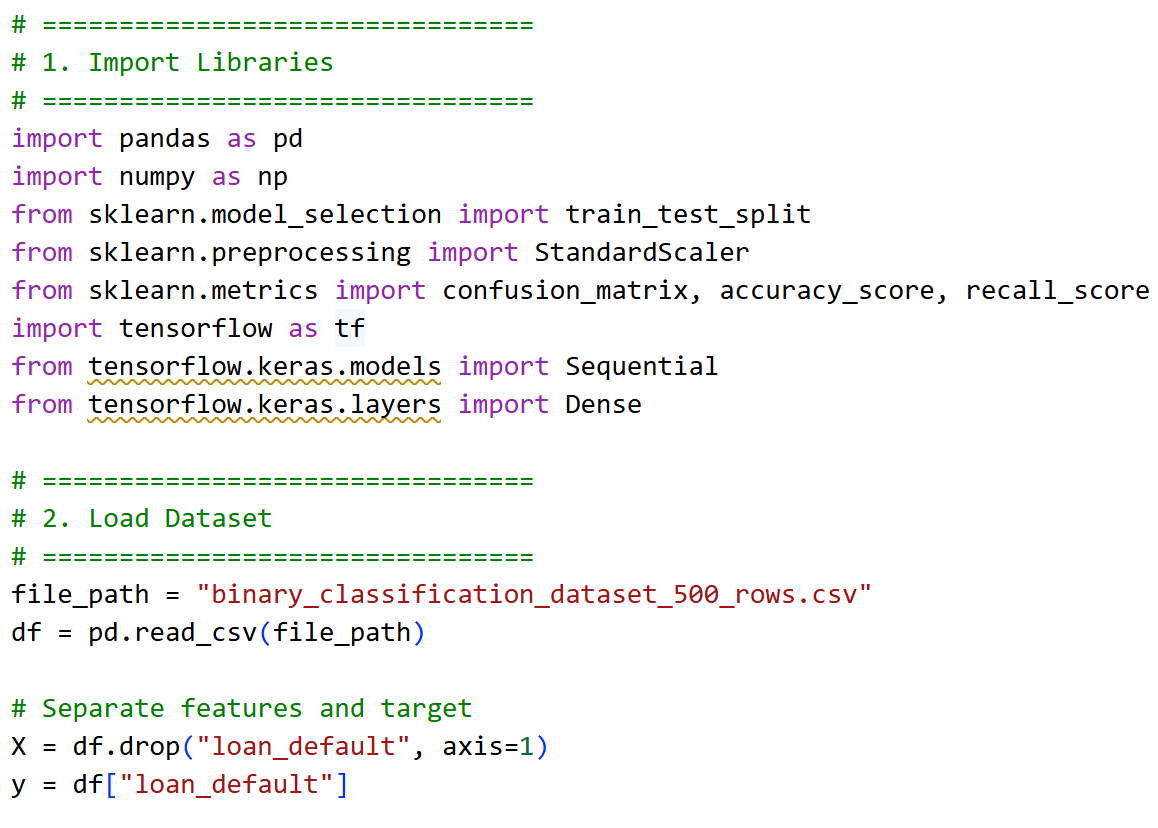 # ================================
# 1. Import Libraries
# ================================
import pandas as pd
import numpy as np
from sklearn.model_selection import train_test_split
from sklearn.preprocessing import StandardScaler
from sklearn.metrics import confusion_matrix, accuracy_score, recall_score
import tensorflow as tf
from tensorflow.keras.models import Sequential
from tensorflow.keras.layers import Dense
# ================================
# 2. Load Dataset
# ================================
file_path = "binary_classification_dataset_500_rows.csv"
df = pd.read_csv(file_path)
# Separate features and target
X = df.drop("loan_default", axis=1)
y = df["loan_default"]